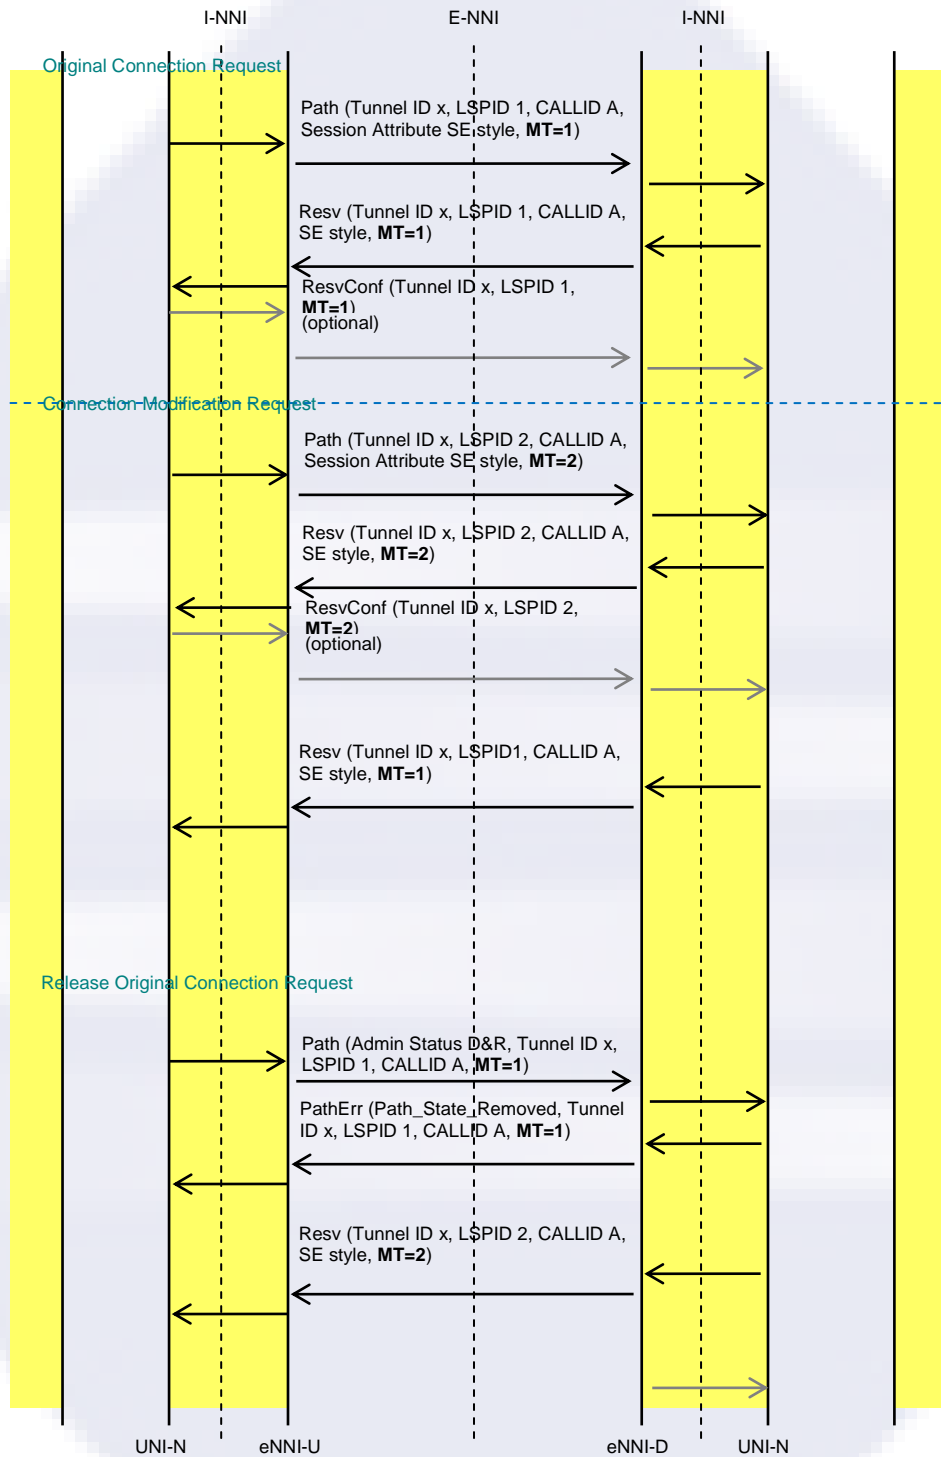 I-NNI
E-NNI
I-NNI
Original Connection Request
Path (Tunnel ID x, LSPID 1, CALLID A,
Session Attribute SE style, MT=1)
Resv (Tunnel ID x, LSPID 1, CALLID A,
SE style, MT=1)
ResvConf (Tunnel ID x, LSPID 1,
MT=1)
(optional)
Connection Modification Request
Path (Tunnel ID x, LSPID 2, CALLID A,
Session Attribute SE style, MT=2)
Resv (Tunnel ID x, LSPID 2, CALLID A,
SE style, MT=2)
ResvConf (Tunnel ID x, LSPID 2,
MT=2)
(optional)
Resv (Tunnel ID x, LSPID1, CALLID A,
SE style, MT=1)
Release Original Connection Request
Path (Admin Status D&R, Tunnel ID x,
LSPID 1, CALLID A, MT=1)
PathErr (Path_State_Removed, Tunnel
ID x, LSPID 1, CALLID A, MT=1)
Resv (Tunnel ID x, LSPID 2, CALLID A,
SE style, MT=2)
UNI-N
eNNI-U
eNNI-D
UNI-N